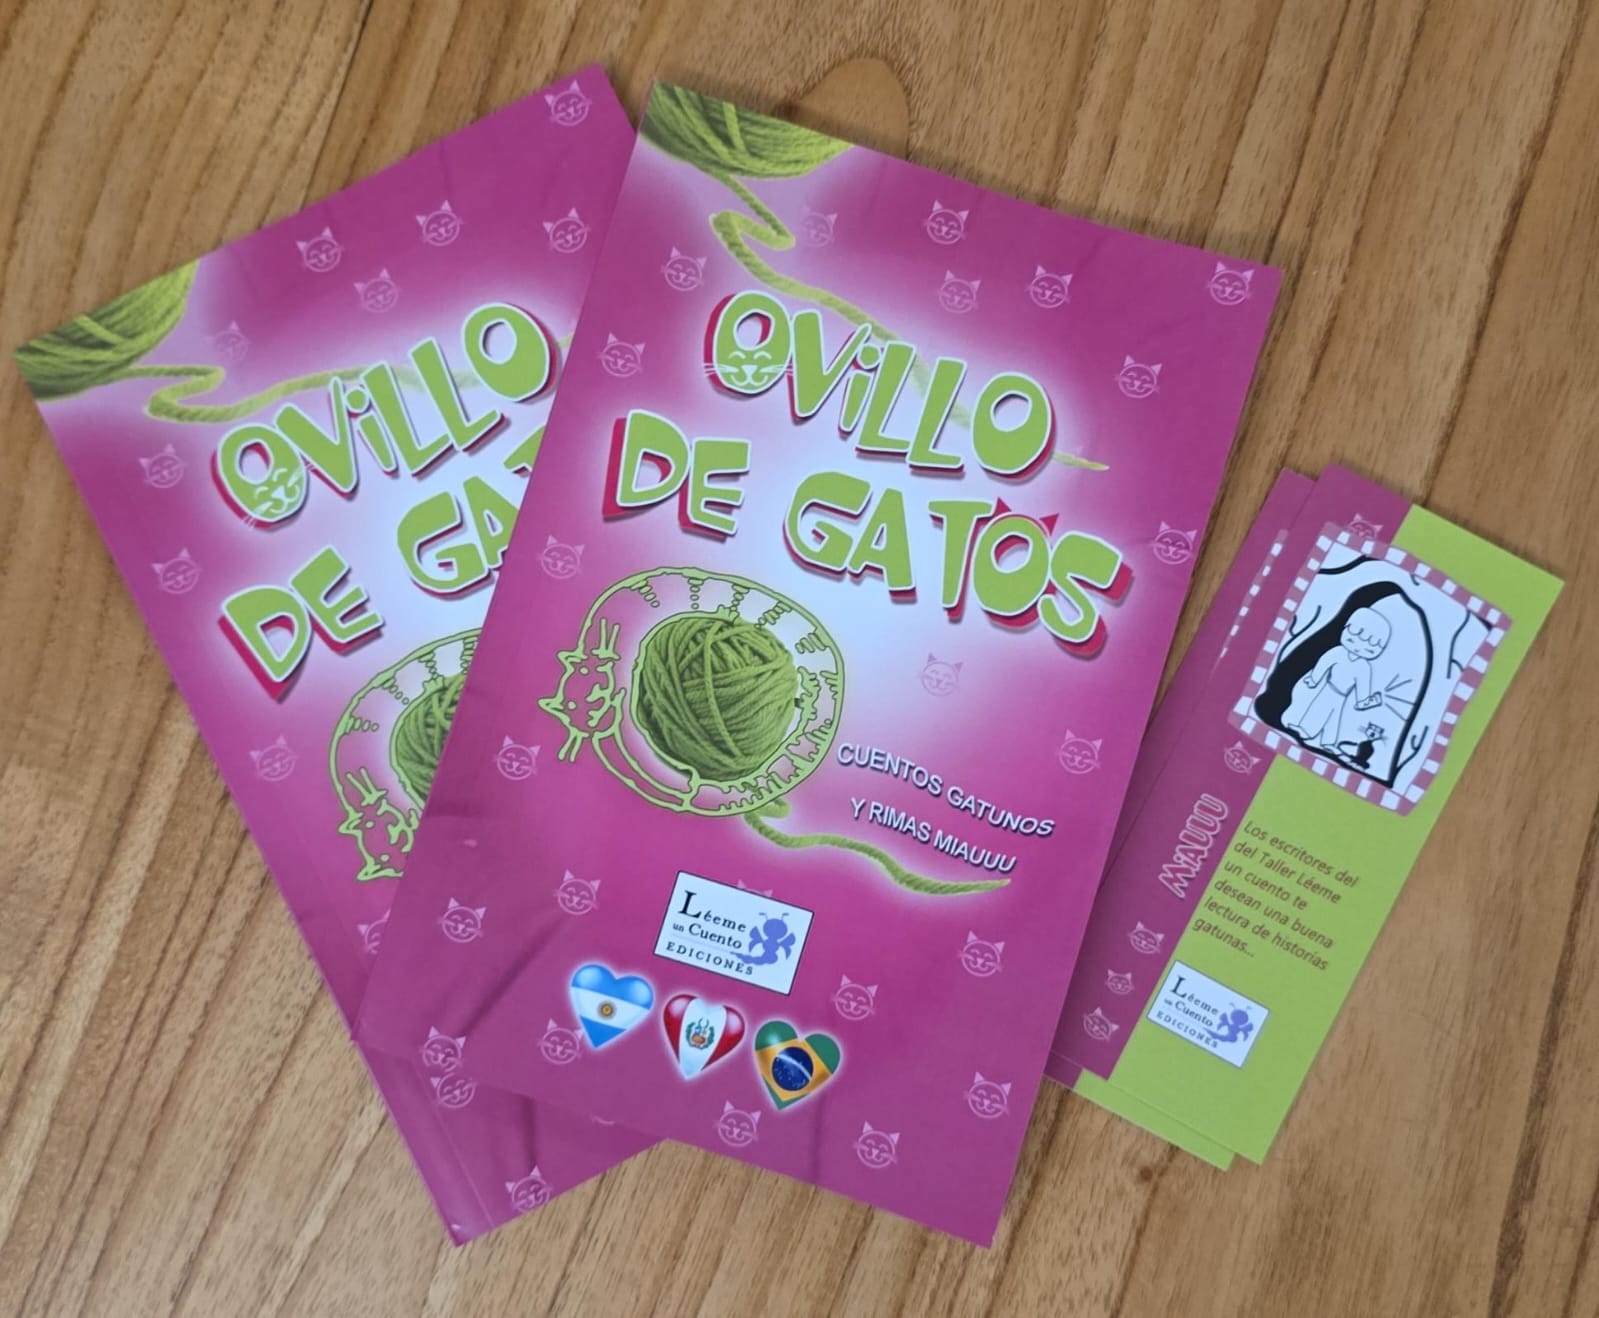 OViLLO
DE GA
OViLLO
DE GATOS
CUENTOS GATUNOS
Y RIMAS MIAUUU
Léeme
un Cuento
EDICIONES
MiAUUU
Los escritores del
del Taller Léeme
un cuento te
desean una buena
lectura de historias
gatunas...
Léeme
un Cuento
EDICIONES